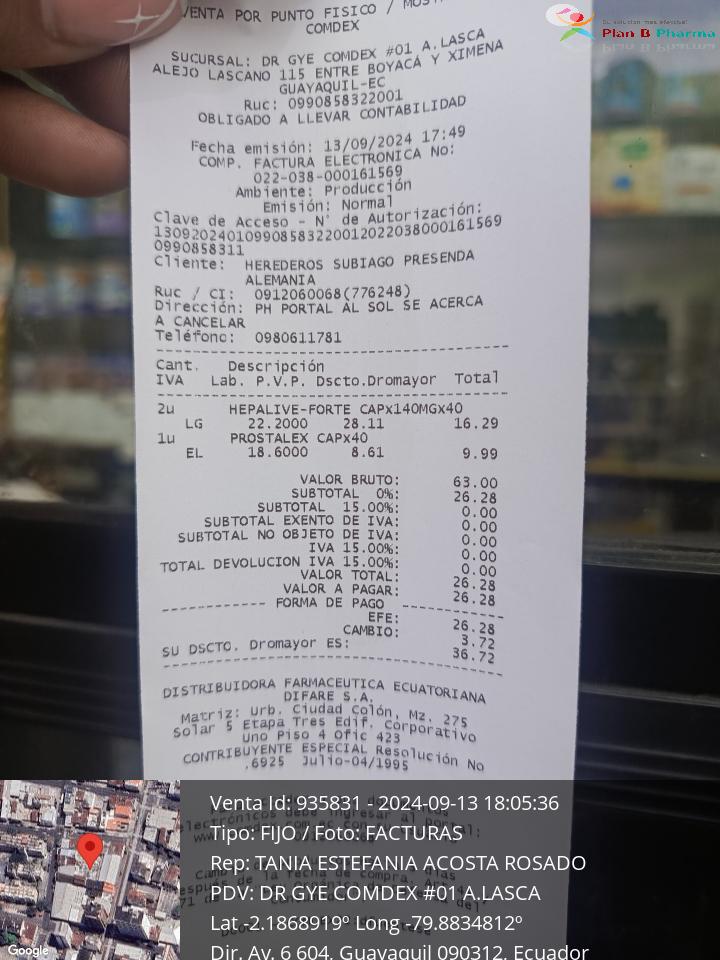 VENTA POR PUNTO FISICO /
COMDEX
SUCURSAL: DR GYE COMDEX #01 A.LASCA
ALEJO LASCANO 115 ENTRE BOYACÁ Y XIMENA
GUAYAQUIL-EC
Ruc: 0990858322001
OBLIGADO A LLEVAR CONTABILIDAD
Fecha emisión: 13/09/2024 17:49
COMP. FACTURA ELECTRONICA No:
022-038-000161569
Ambiente: Producción
Emisión: Normal
Clave de Acceso - N° de Autorización:
130920240109908583220012022038000161569
0990858311
Cliente: HEREDEROS SUBIAGO PRESENDA
ALEMANIA
Ruc / CI: 0912060068(776248)
Dirección: PH PORTAL AL SOL SE ACERCA
A CANCELAR
Teléfono: 0980611781
Cant. Descripción
IVA Lab. P.V.P. Dscto.Dromayor Total
2u HEPALIVE-FORTE CAPx140MGx40
LG 22.2000 28.11 16.29
1u PROSTALEX CAPx40
EL 18.6000 8.61 9.99
VALOR BRUTO: 63.00
SUBTOTAL 0%: 26.28
SUBTOTAL 15.00%: 0.00
SUBTOTAL EXENTO DE IVA: 0.00
SUBTOTAL NO OBJETO DE IVA: 0.00
IVA 15.00%: 0.00
TOTAL DEVOLUCION IVA 15.00%: 0.00
VALOR TOTAL: 26.28
VALOR A PAGAR: 26.28
------------ FORMA DE PAGO ------------
EFE: 26.28
CAMBIO: 3.72
SU DSCTO. Dromayor ES: 36.72
DISTRIBUIDORA FARMACEUTICA ECUATORIANA
DIFARE S.A.
Matriz: Urb. Ciudad Colón, Mz. 275
Solar 5 Etapa Tres Edif. Corporativo
Uno Piso 4 Ofic 423
CONTRIBUYENTE ESPECIAL Resolución No
.6925 Julio-04/1995
Su solución más efectiva!
Plan B Pharma
Venta Id: 935831 - 2024-09-13 18:05:36
Tipo: FIJO / Foto: FACTURAS
Rep: TANIA ESTEFANIA ACOSTA ROSADO
PDV: DR GYE COMDEX #01 A.LASCA
Lat -2.1868919º Long -79.8834812º
Dir. Av. 6 604, Guayaquil 090312, Ecuador
Google